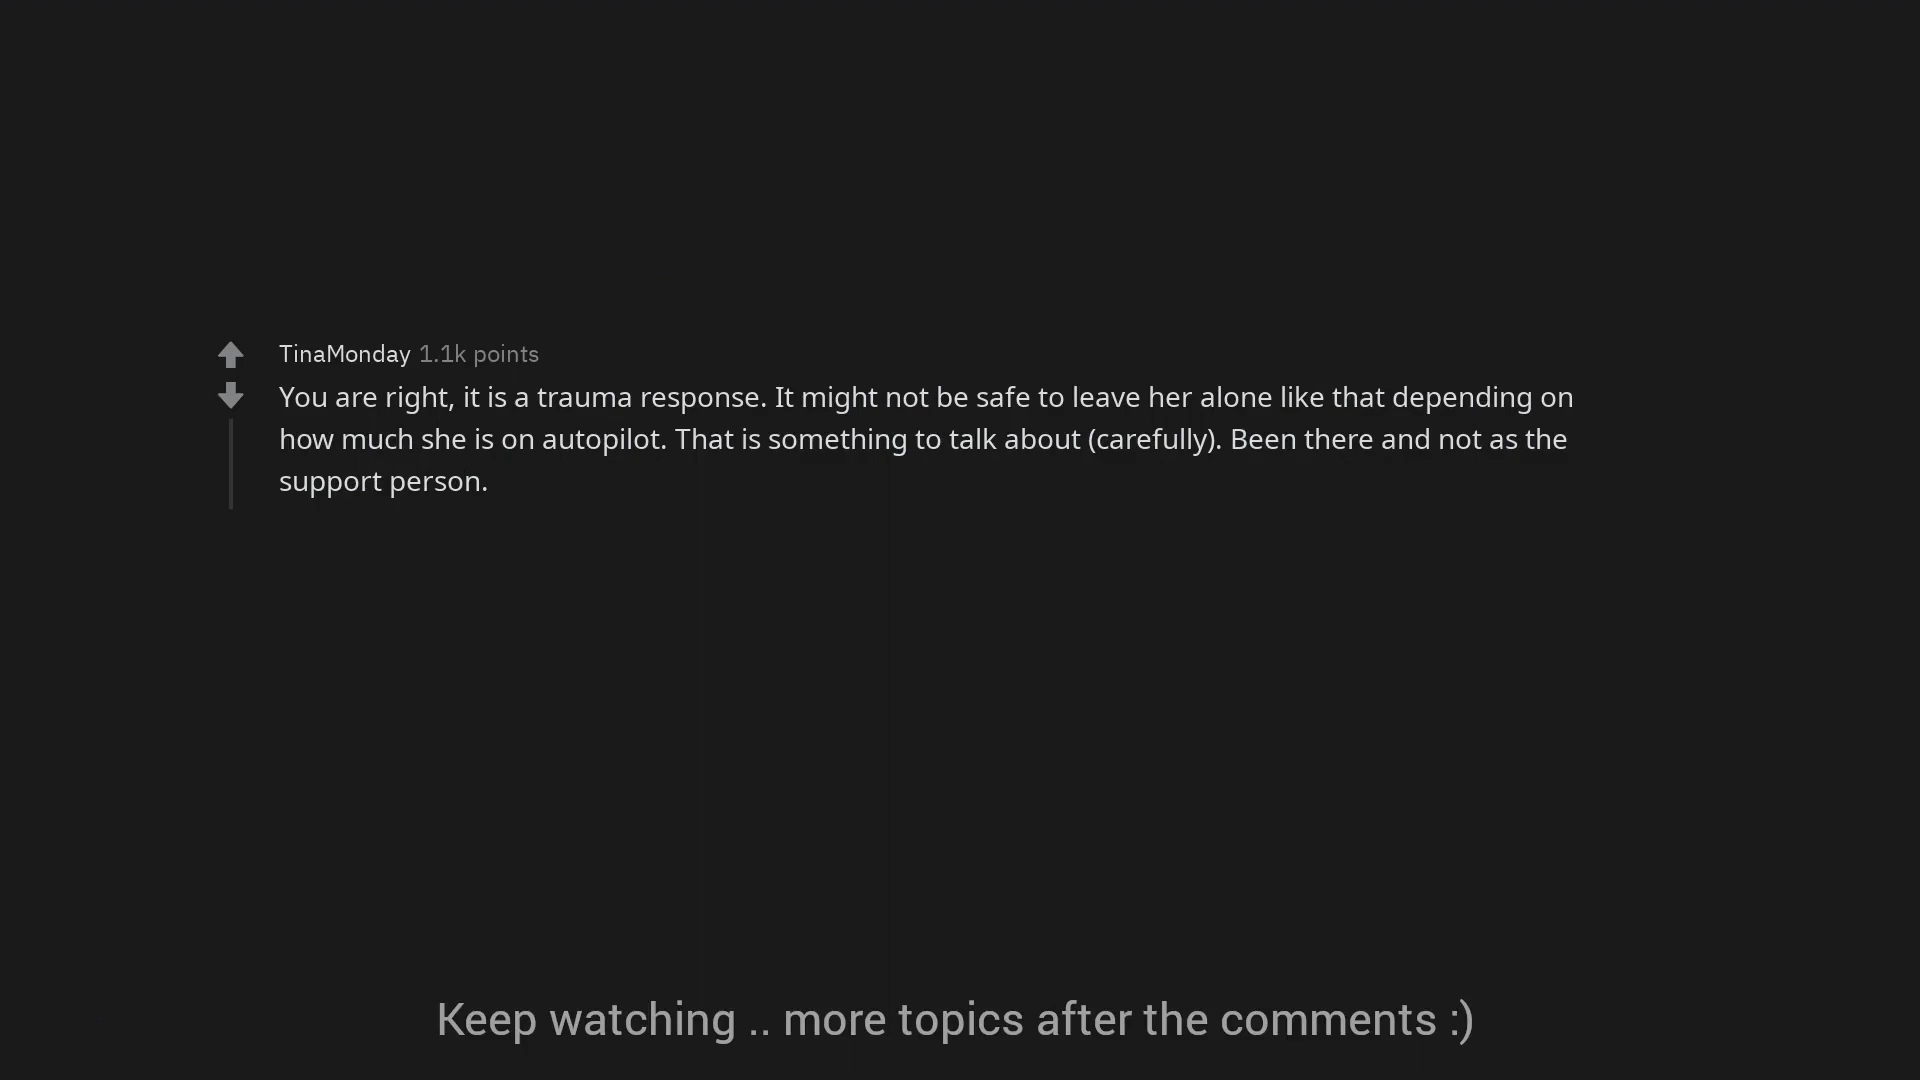 TinaMonday 1.1k points
You are right, it is a trauma response. It might not be safe to leave her alone like that depending on
how much she is on autopilot. That is something to talk about (carefully). Been there and not as the
support person.
Keep watching .. more topics after the comments :)